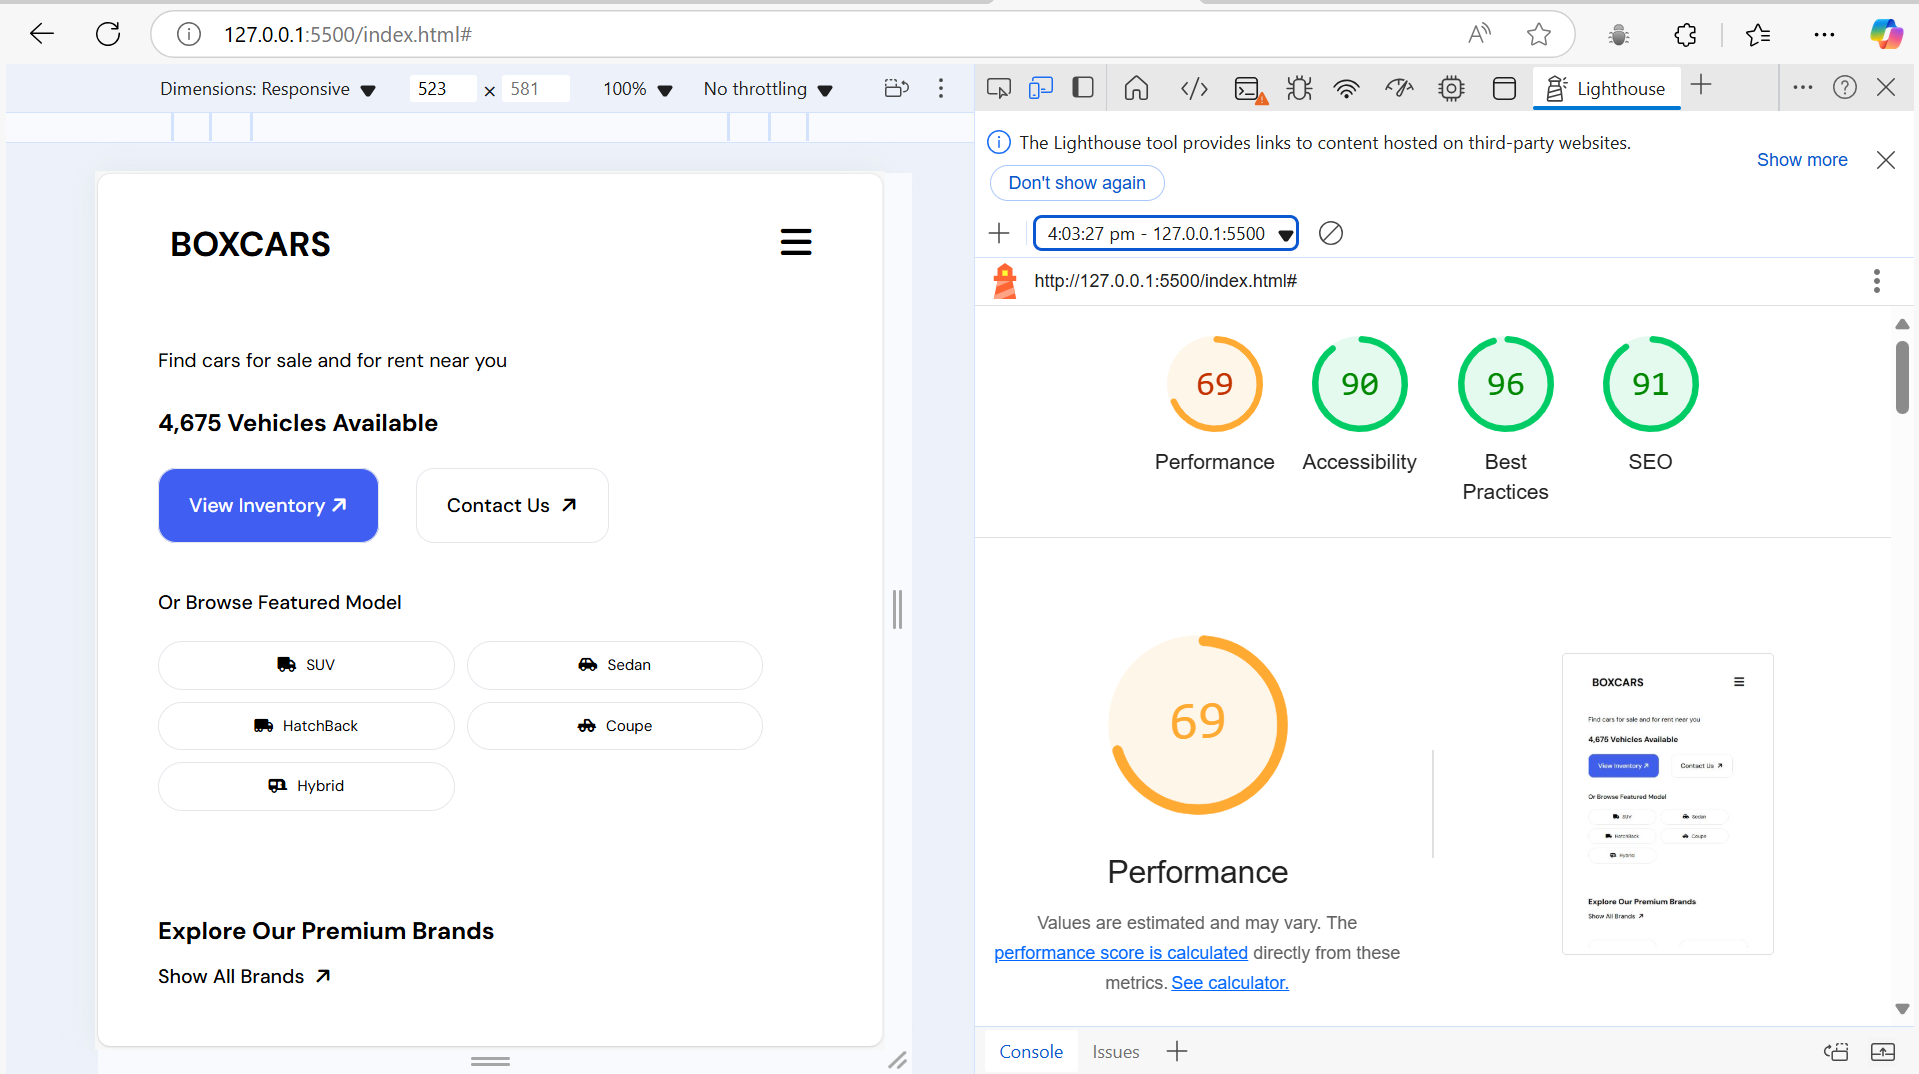 127.0.0.1:5500/index.html#
Dimensions: Responsive 523 x 581 100% No throttling
Lighthouse
The Lighthouse tool provides links to content hosted on third-party websites.
Show more
Don't show again
4:03:27 pm - 127.0.0.1:5500
http://127.0.0.1:5500/index.html#
BOXCARS
Find cars for sale and for rent near you
4,675 Vehicles Available
View Inventory
Contact Us
Or Browse Featured Model
SUV
Sedan
HatchBack
Coupe
Hybrid
Explore Our Premium Brands
Show All Brands
69
90
96
91
Performance
Accessibility
Best
Practices
SEO
69
Performance
Values are estimated and may vary. The
performance score is calculated directly from these
metrics. See calculator.
BOXCARS
Find cars for sale and for rent near you
4,675 Vehicles Available
View Inventory
Contact Us
Or Browse Featured Model
SUV
Sedan
HatchBack
Coupe
Hybrid
Explore Our Premium Brands
Show All Brands
Console
Issues